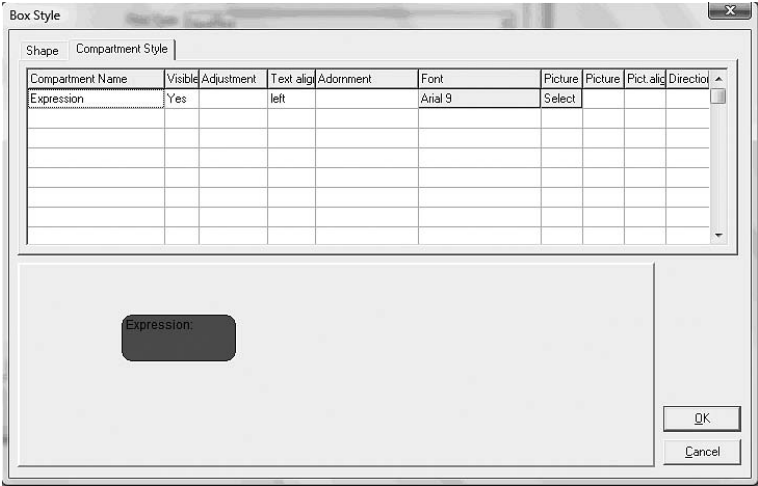 Box Style
X
Shape Compartment Style
Compartment Name Visible Adjustment Text alig Adornment Font Picture Picture Pict.alig Direction
Expression Yes left Arial 9 Select
Expression:
OK
Cancel